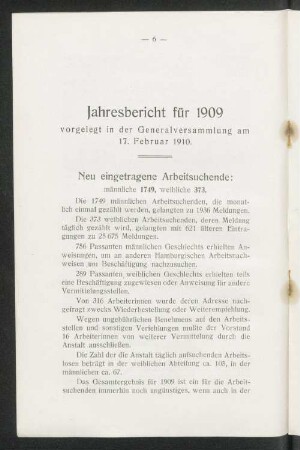 — 6 —
Jahresbericht für 1909
vorgelegt in der Generalversammlung am
17. Februar 1910.
Neu eingetragene Arbeitsuchende:
männliche 1749, weibliche 373.
Die 1749 männlichen Arbeitsuchenden, die monat-
lich einmal gezählt werden, gelangten zu 1936 Meldungen.
Die 373 weiblichen Arbeitsuchenden, deren Meldung
täglich gezählt wird, gelangten mit 621 älteren Eintra-
gungen zu 25 675 Meldungen.
786 Passanten männlichen Geschlechts erhielten An-
weisungen, um an anderen Hamburgischen Arbeitsnach-
weisen um Beschäftigung nachzusuchen.
269 Passanten weiblichen Geschlechts erhielten teils
eine Beschäftigung angewiesen oder Anweisung für andere
Vermittelungsstellen.
Von 316 Arbeiterinnen wurde deren Adresse nach-
gefragt zwecks Wiederbestellung oder Weiterempfehlung.
Wegen ungebührlichen Benehmens auf den Arbeits-
stellen und sonstigen Verfehlungen mußte der Vorstand
16 Arbeiterinnen von weiterer Vermittelung durch die
Anstalt ausschließen.
Die Zahl der die Anstalt täglich aufsuchenden Arbeits-
losen beträgt in der weiblichen Abteilung ca. 103, in der
männlichen ca. 67.
Das Gesamtergebnis für 1909 ist ein für die Arbeit-
suchenden immerhin noch ungünstiges, wenn auch in der